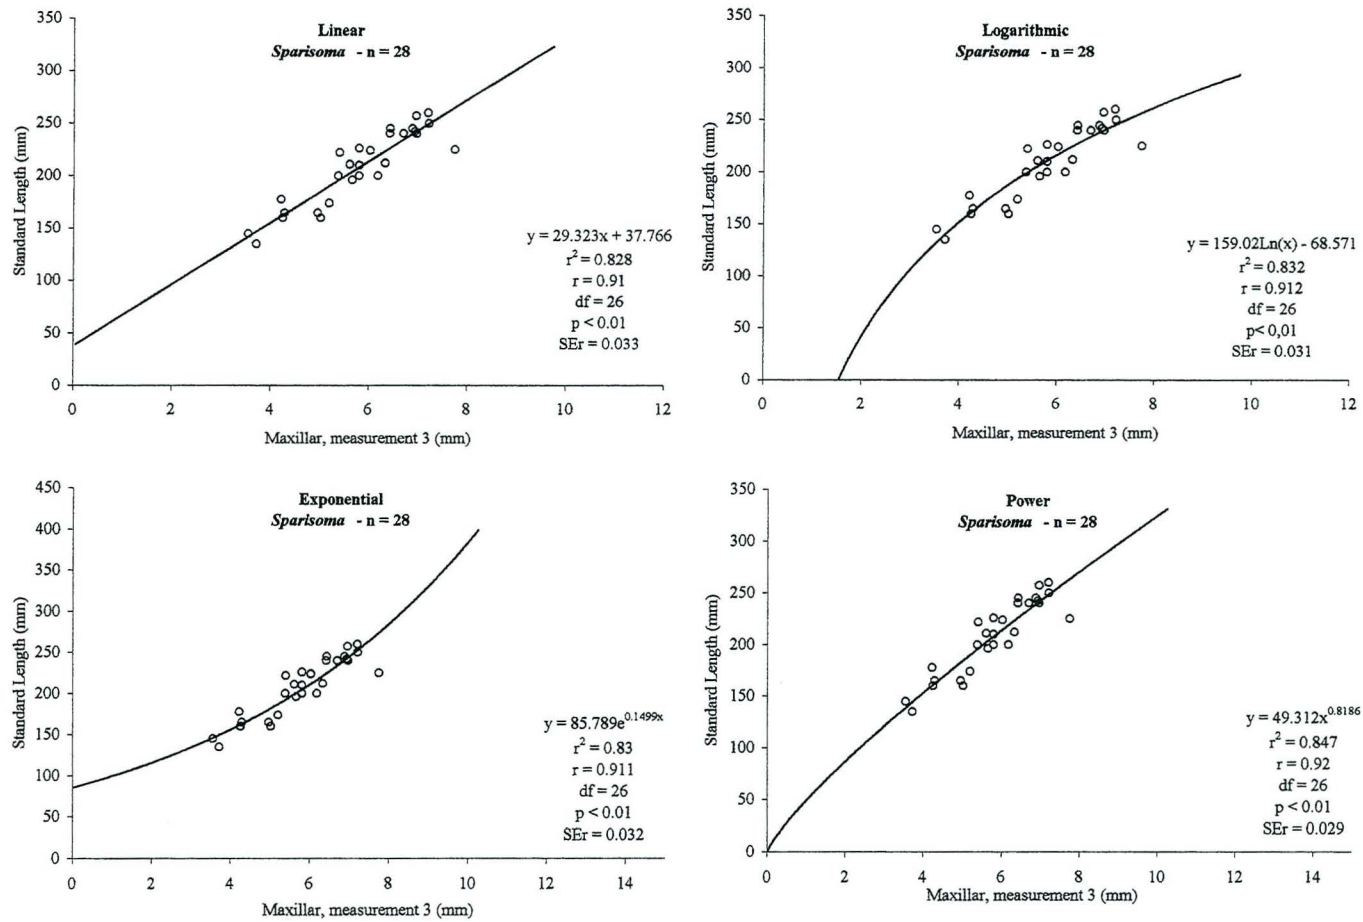 Linear
Sparisoma - n = 28
350
300
250
200
150
100
50
0
Standard Length (mm)
y = 29.323x + 37.766
r² = 0.828
r = 0.91
df = 26
p < 0.01
SEr = 0.033
0 2 4 6 8 10 12
Maxillar, measurement 3 (mm)
Logarithmic
Sparisoma - n = 28
350
300
250
200
150
100
50
0
Standard Length (mm)
y = 159.02Ln(x) - 68.571
r² = 0.832
r = 0.912
df = 26
p< 0,01
SEr = 0.031
0 2 4 6 8 10 12
Maxillar, measurement 3 (mm)
Exponential
Sparisoma - n = 28
450
400
350
300
250
200
150
100
50
0
Standard Length (mm)
y = 85.789e^0.1499x
r² = 0.83
r = 0.911
df = 26
p < 0.01
SEr = 0.032
0 2 4 6 8 10 12 14
Maxillar, measurement 3 (mm)
Power
Sparisoma - n = 28
350
300
250
200
150
100
50
0
Standard Length (mm)
y = 49.312x^0.8186
r² = 0.847
r = 0.92
df = 26
p < 0.01
SEr = 0.029
0 2 4 6 8 10 12 14
Maxillar, measurement 3 (mm)